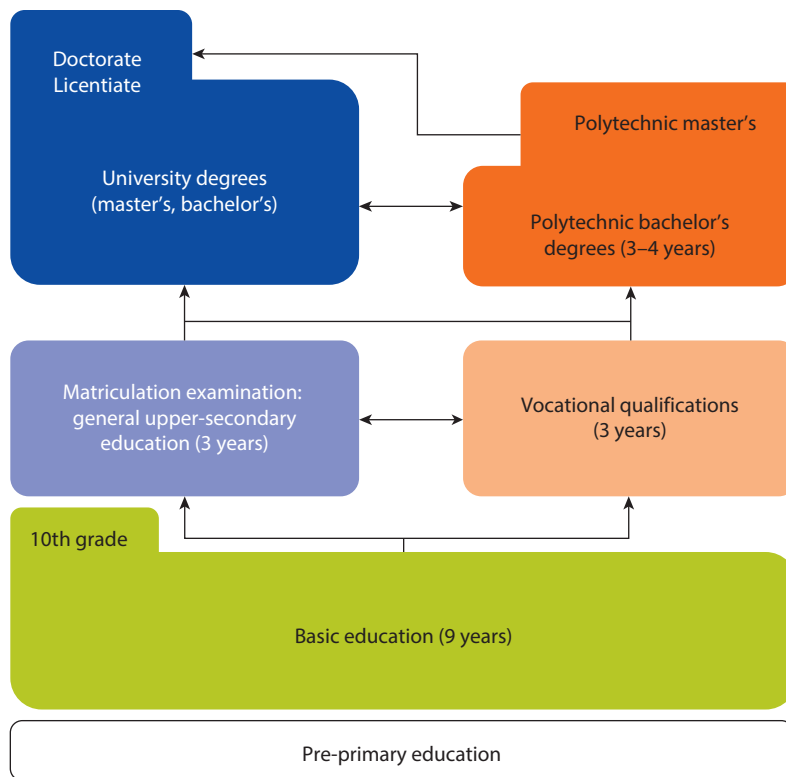 Doctorate
Licentiate
University degrees
(master’s, bachelor’s)
Polytechnic master’s
Polytechnic bachelor’s
degrees (3–4 years)
Matriculation examination:
general upper-secondary
education (3 years)
Vocational qualifications
(3 years)
10th grade
Basic education (9 years)
Pre-primary education